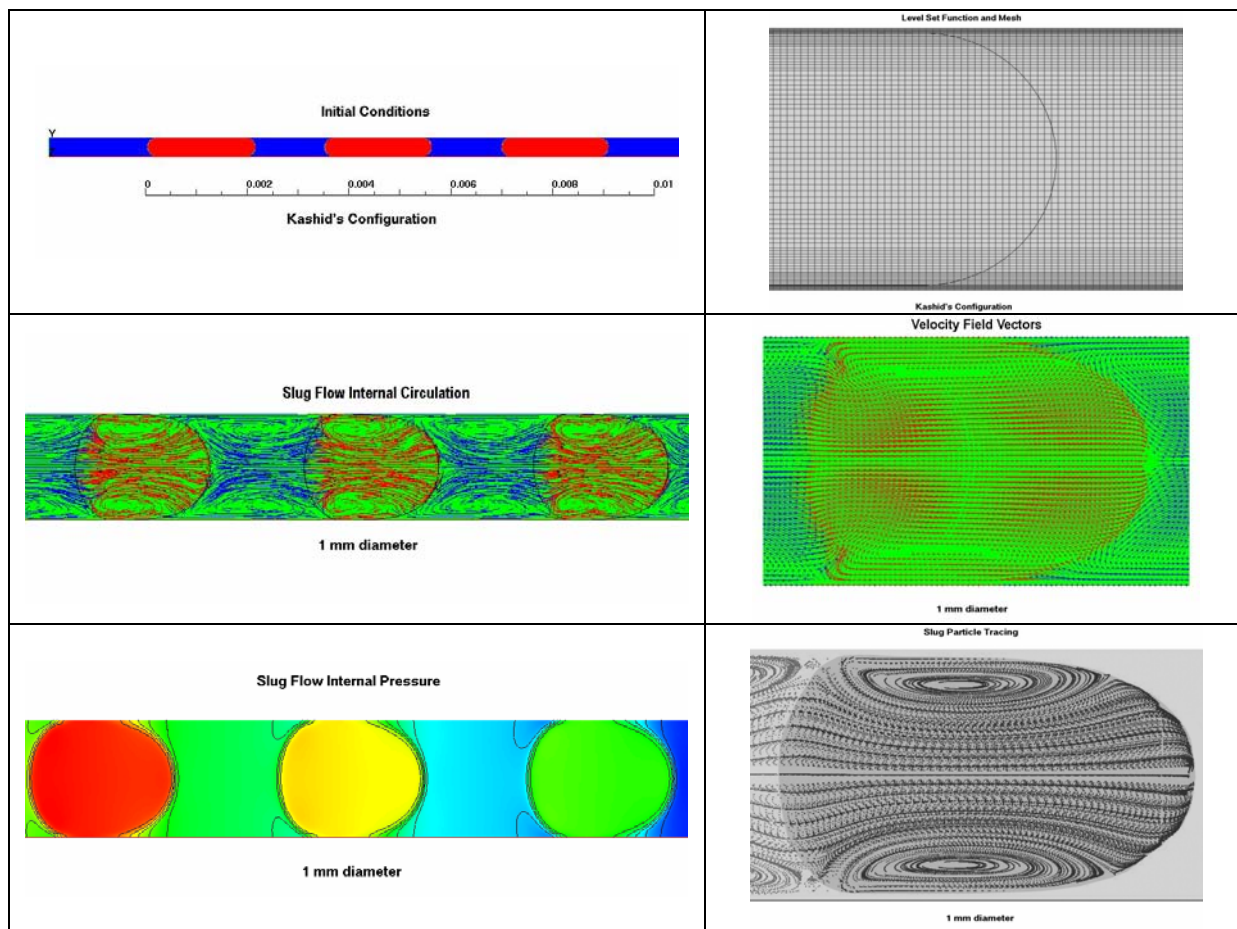 Initial Conditions
Y
0 0.002 0.004 0.006 0.008 0.01
Kashid's Configuration
Level Set Function and Mesh
Kashid's Configuration
Slug Flow Internal Circulation
1 mm diameter
Velocity Field Vectors
1 mm diameter
Slug Flow Internal Pressure
1 mm diameter
Slug Particle Tracing
1 mm diameter